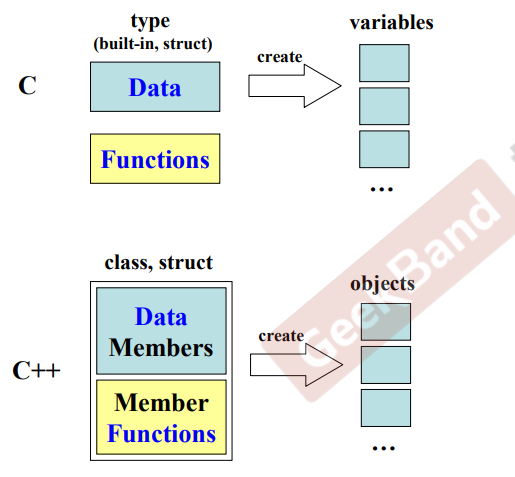 type
(built-in, struct)
variables
create
C
Data
Functions
...
class, struct
objects
create
C++
Data
Members
Member
Functions
...
GeekBand